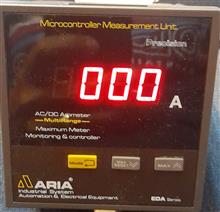 Microcontroller Measurement Unit
Precision
000 A
AC/DC Ammeter
MultiRange
Maximum Meter
Monitoring & controller
Mode
ARIA
Industrial System
Automation & Electrical Equipment
EDA Series